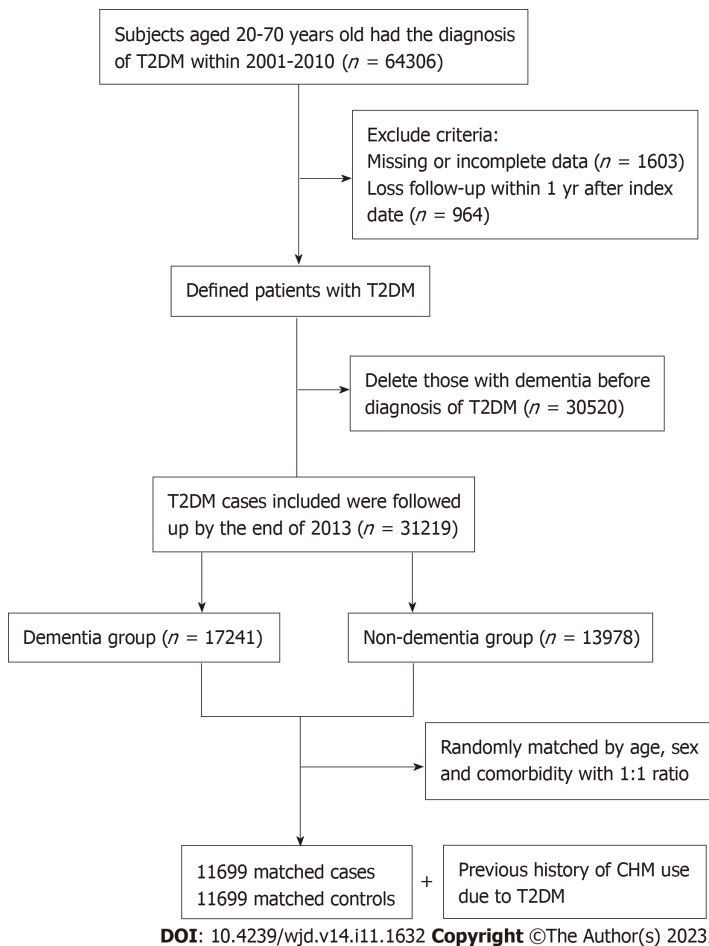 Subjects aged 20-70 years old had the diagnosis
of T2DM within 2001-2010 (n = 64306)
Exclude criteria:
Missing or incomplete data (n = 1603)
Loss follow-up within 1 yr after index
date (n = 964)
Defined patients with T2DM
Delete those with dementia before
diagnosis of T2DM (n = 30520)
T2DM cases included were followed
up by the end of 2013 (n = 31219)
Dementia group (n = 17241)
Non-dementia group (n = 13978)
Randomly matched by age, sex
and comorbidity with 1:1 ratio
11699 matched cases
11699 matched controls
+
Previous history of CHM use
due to T2DM
DOI: 10.4239/wjd.v14.i11.1632 Copyright ©The Author(s) 2023